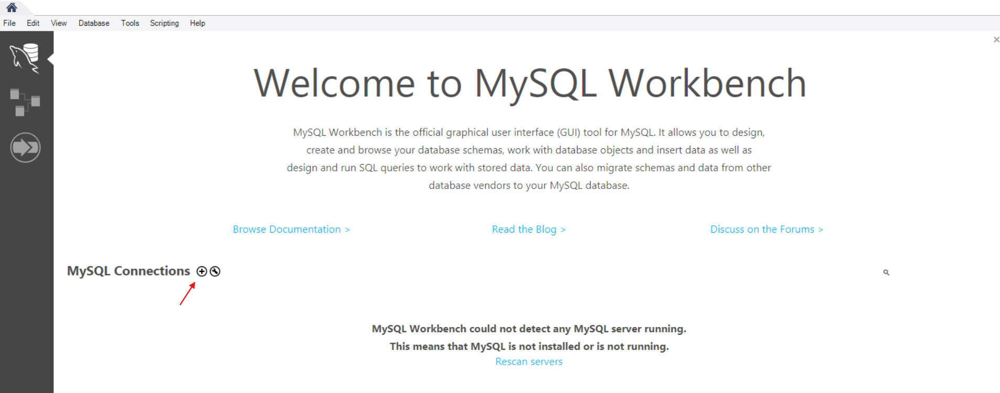 File Edit View Database Tools Scripting Help
Welcome to MySQL Workbench
MySQL Workbench is the official graphical user interface (GUI) tool for MySQL. It allows you to design,
create and browse your database schemas, work with database objects and insert data as well as
design and run SQL queries to work with stored data. You can also migrate schemas and data from other
database vendors to your MySQL database.
Browse Documentation > Read the Blog > Discuss on the Forums >
MySQL Connections
MySQL Workbench could not detect any MySQL server running.
This means that MySQL is not installed or is not running.
Rescan servers